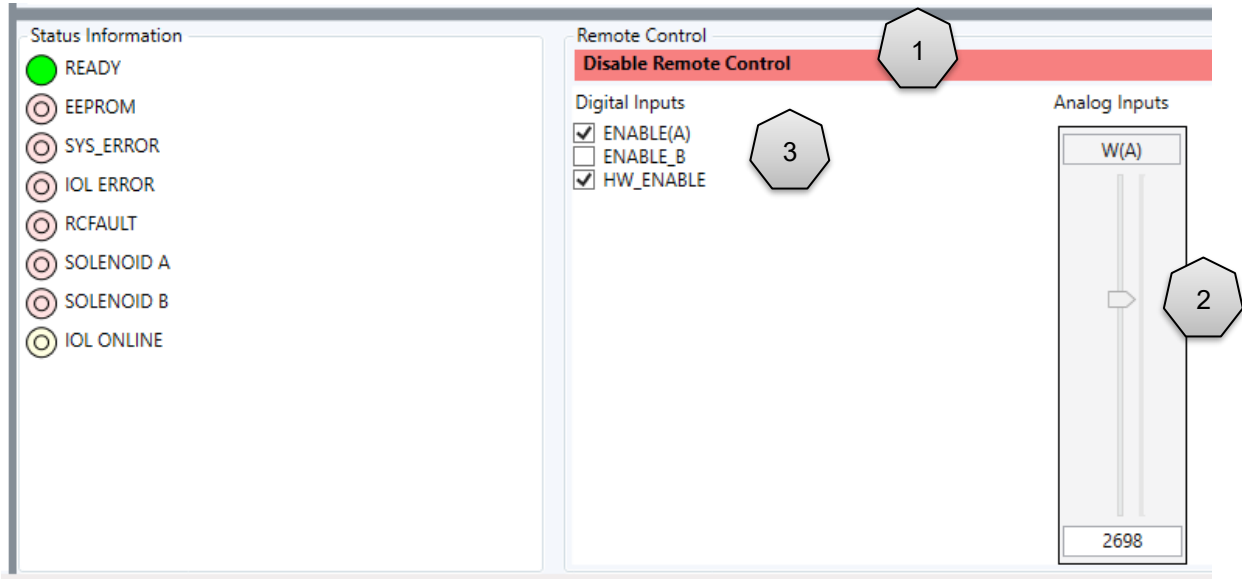 Status Information
READY
EEPROM
SYS_ERROR
IOL ERROR
RCFAULT
SOLENOID A
SOLENOID B
IOL ONLINE
Remote Control
1
Disable Remote Control
Digital Inputs
ENABLE(A)
ENABLE_B
HW_ENABLE
3
Analog Inputs
W(A)
2
2698